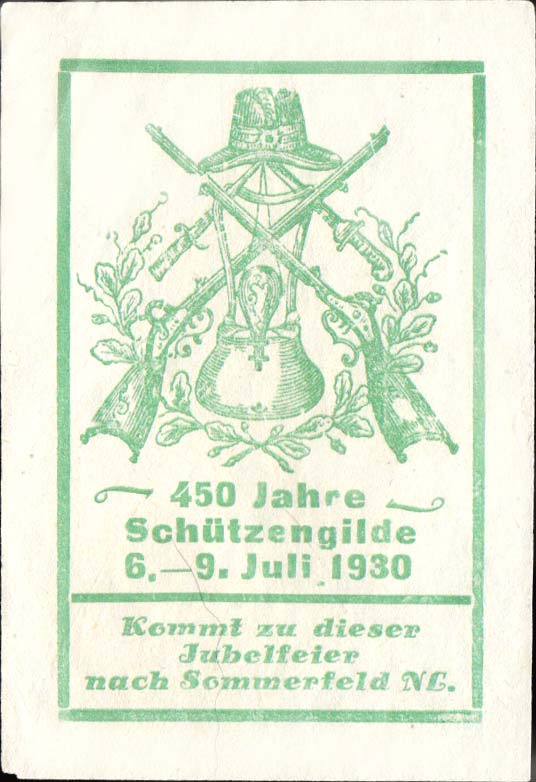 450 Jahre
Schützengilde
6.—9. Juli 1930
Kommt zu dieser
Jubelfeier
nach Sommerfeld NL.